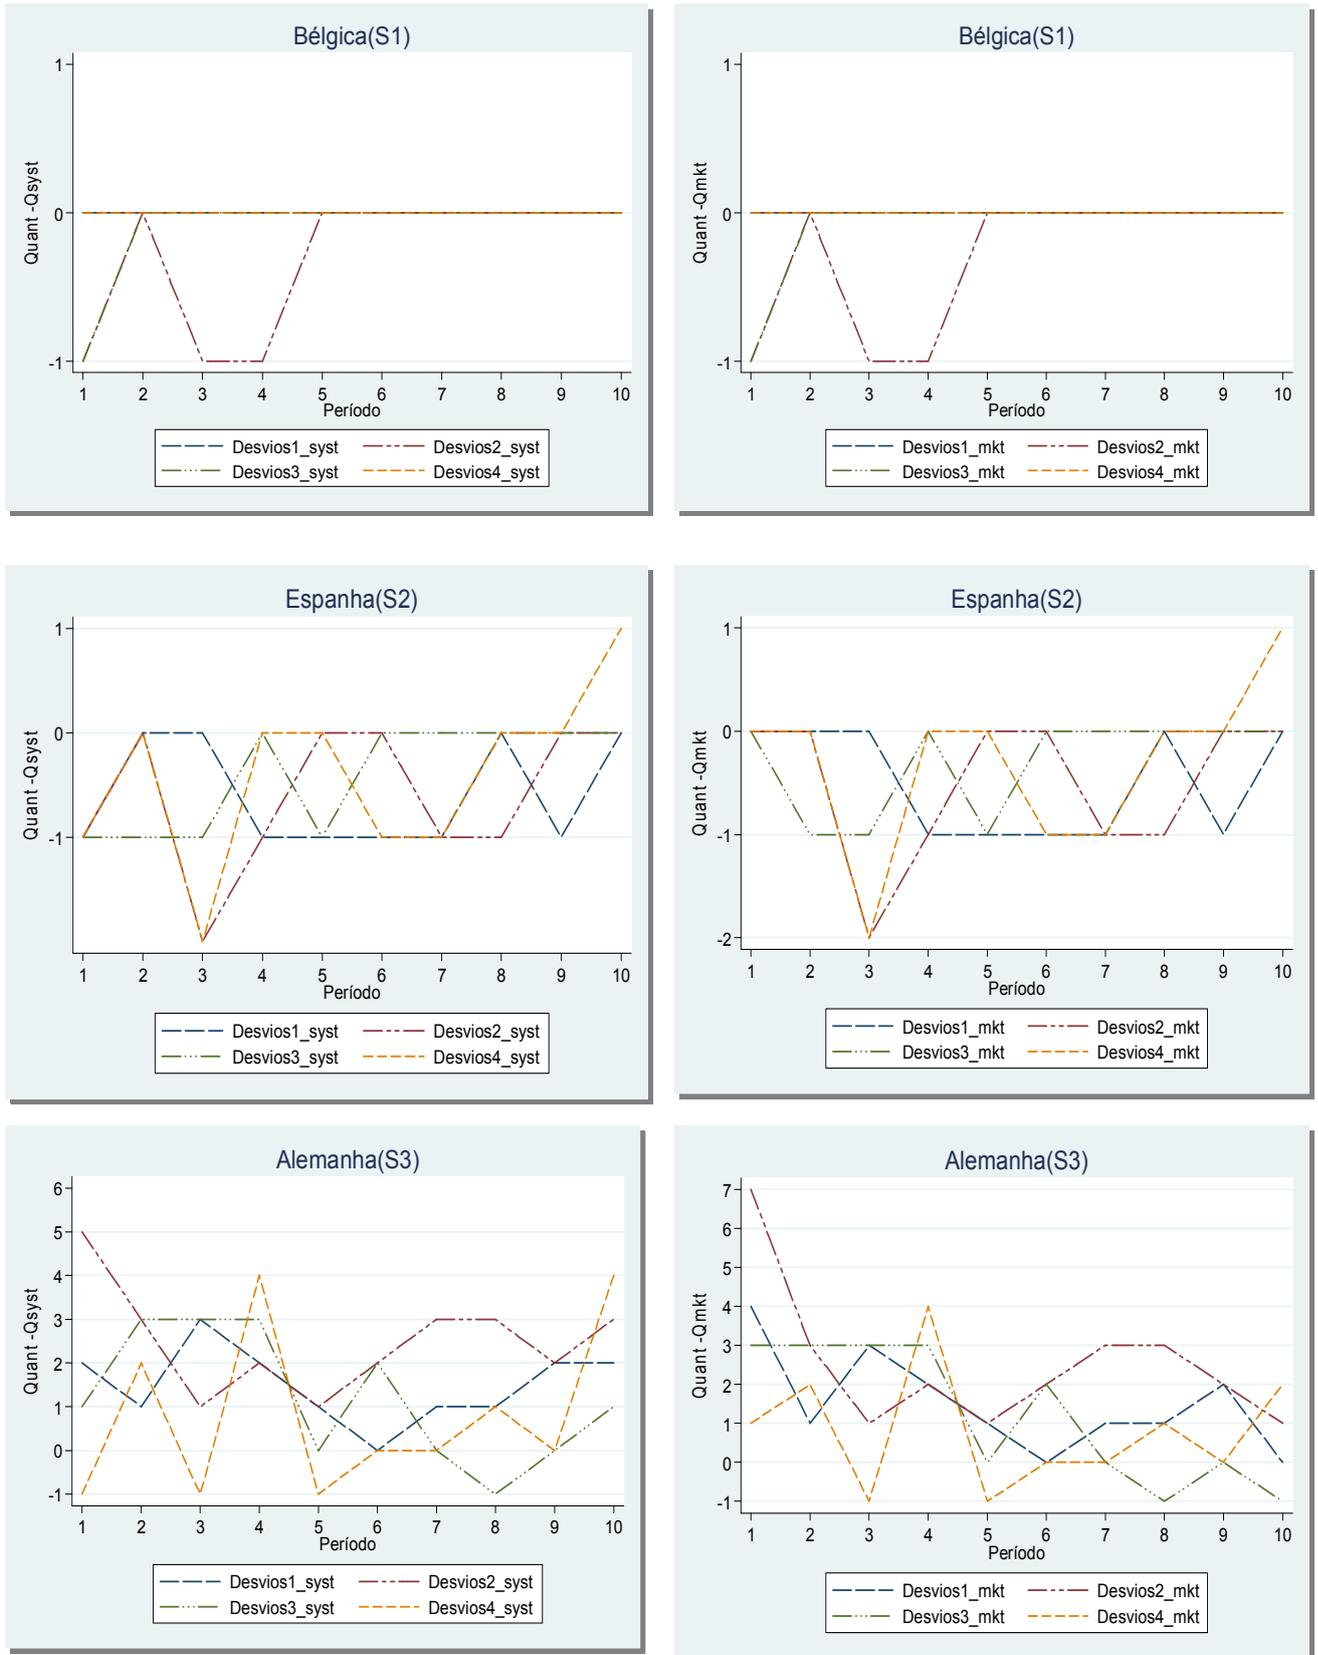 Bélgica(S1)
1
0
-1
Quant -Qsyst
1 2 3 4 5 6 7 8 9 10
Período
Desvios1_syst Desvios2_syst
Desvios3_syst Desvios4_syst
Bélgica(S1)
1
0
-1
Quant -Qmkt
1 2 3 4 5 6 7 8 9 10
Período
Desvios1_mkt Desvios2_mkt
Desvios3_mkt Desvios4_mkt
Espanha(S2)
1
0
-1
Quant -Qsyst
1 2 3 4 5 6 7 8 9 10
Período
Desvios1_syst Desvios2_syst
Desvios3_syst Desvios4_syst
Espanha(S2)
1
0
-1
-2
Quant -Qmkt
1 2 3 4 5 6 7 8 9 10
Período
Desvios1_mkt Desvios2_mkt
Desvios3_mkt Desvios4_mkt
Alemanha(S3)
6
5
4
3
2
1
0
-1
Quant -Qsyst
1 2 3 4 5 6 7 8 9 10
Período
Desvios1_syst Desvios2_syst
Desvios3_syst Desvios4_syst
Alemanha(S3)
7
6
5
4
3
2
1
0
-1
Quant -Qmkt
1 2 3 4 5 6 7 8 9 10
Período
Desvios1_mkt Desvios2_mkt
Desvios3_mkt Desvios4_mkt